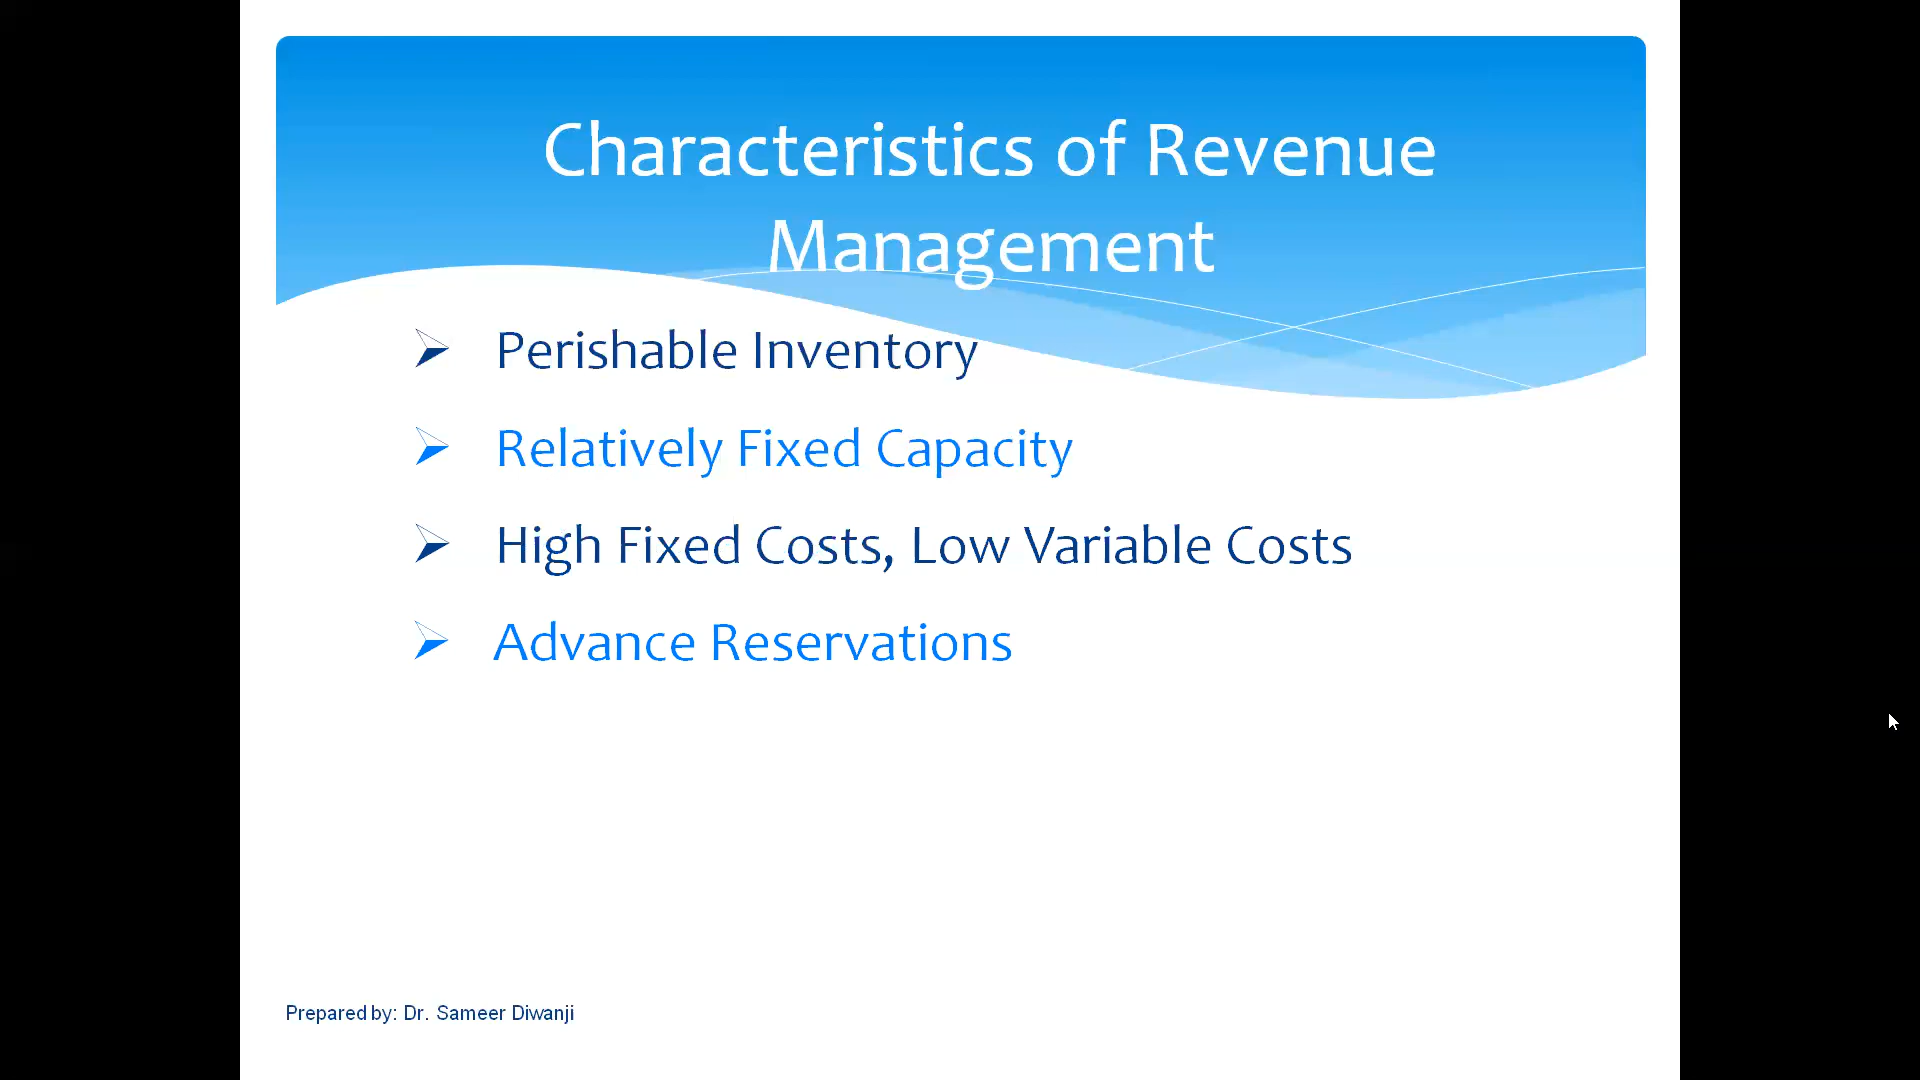 Characteristics of Revenue
Management
Perishable Inventory
Relatively Fixed Capacity
High Fixed Costs, Low Variable Costs
Advance Reservations
Prepared by: Dr. Sameer Diwanji